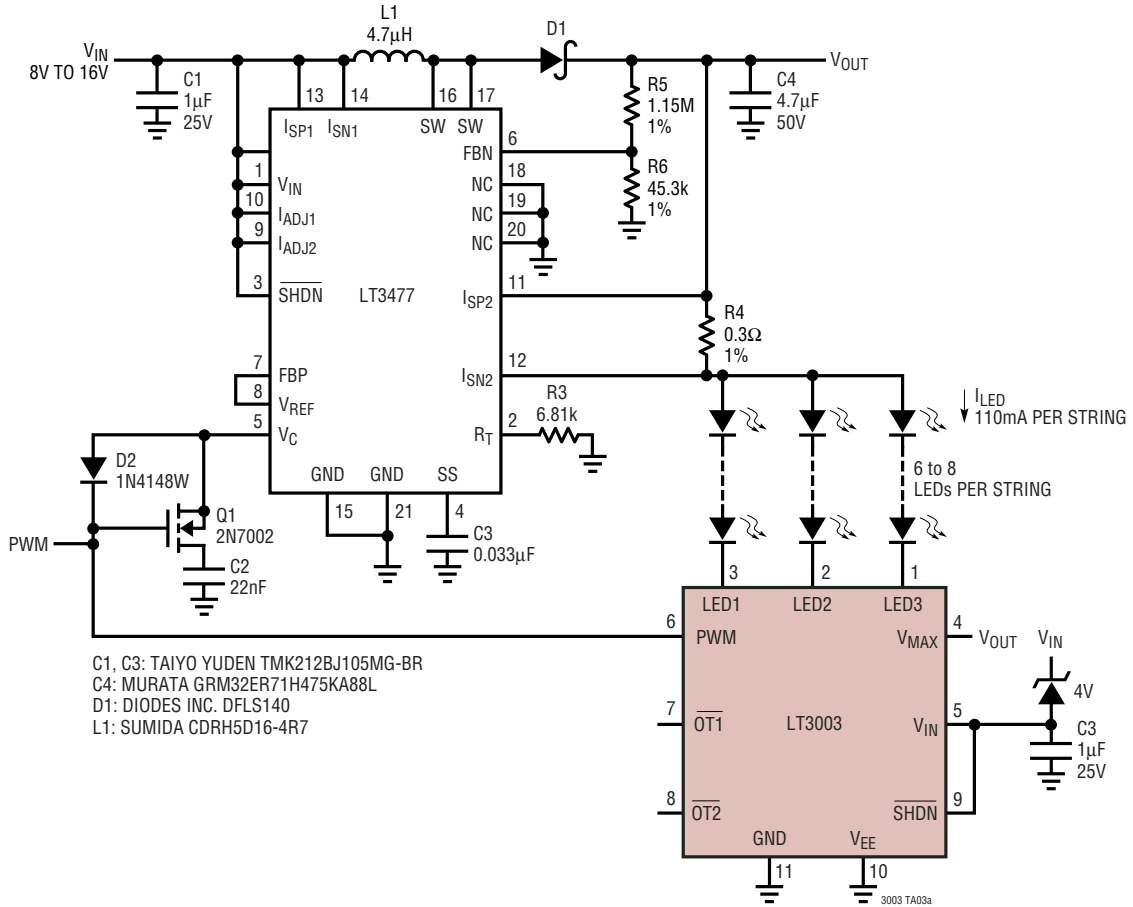 L1
4.7µH
D1
VIN
8V TO 16V
VOUT
C1
1µF
25V
13
14
16
17
R5
1.15M
1%
C4
4.7µF
50V
ISP1
ISN1
SW
SW
6
FBN
1
VIN
18
NC
R6
45.3k
1%
10
IADJ1
19
NC
9
IADJ2
20
NC
3
SHDN
LT3477
11
ISP2
R4
0.3Ω
1%
7
FBP
12
ISN2
8
VREF
R3
6.81k
ILED
110mA PER STRING
5
VC
2
RT
D2
1N4148W
GND
GND
SS
6 to 8
LEDs PER STRING
15
21
4
Q1
2N7002
C3
0.033µF
PWM
C2
22nF
3
2
1
LED1
LED2
LED3
6
PWM
4
VMAX
VOUT
VIN
C1, C3: TAIYO YUDEN TMK212BJ105MG-BR
C4: MURATA GRM32ER71H475KA88L
D1: DIODES INC. DFLS140
L1: SUMIDA CDRH5D16-4R7
4V
7
OT1
LT3003
5
VIN
C3
1µF
25V
8
OT2
9
SHDN
GND
VEE
11
10
3003 TA03a